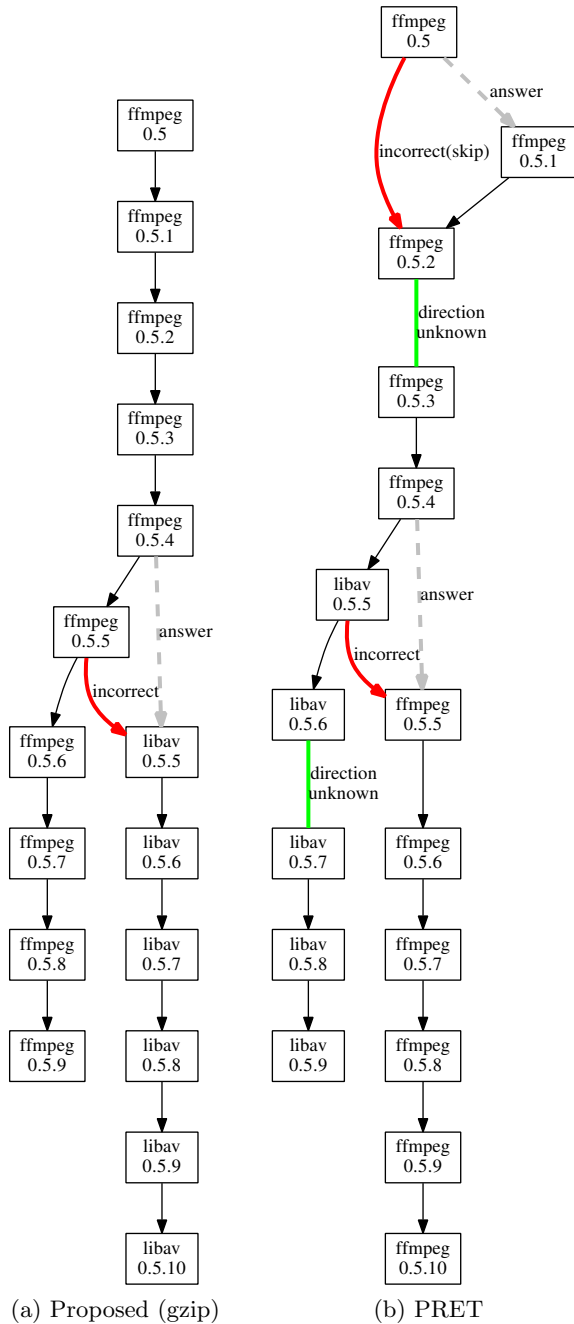 ffmpeg
0.5
ffmpeg
0.5.1
ffmpeg
0.5.2
ffmpeg
0.5.3
ffmpeg
0.5.4
answer
ffmpeg
0.5.5
incorrect
ffmpeg
0.5.6
libav
0.5.5
ffmpeg
0.5.7
libav
0.5.6
ffmpeg
0.5.8
libav
0.5.7
ffmpeg
0.5.9
libav
0.5.8
libav
0.5.9
libav
0.5.10
(a) Proposed (gzip)
ffmpeg
0.5
answer
incorrect(skip)
ffmpeg
0.5.1
ffmpeg
0.5.2
direction
unknown
ffmpeg
0.5.3
ffmpeg
0.5.4
libav
0.5.5
answer
incorrect
libav
0.5.6
ffmpeg
0.5.5
direction
unknown
libav
0.5.7
ffmpeg
0.5.6
libav
0.5.8
ffmpeg
0.5.7
libav
0.5.9
ffmpeg
0.5.8
ffmpeg
0.5.9
ffmpeg
0.5.10
(b) PRET